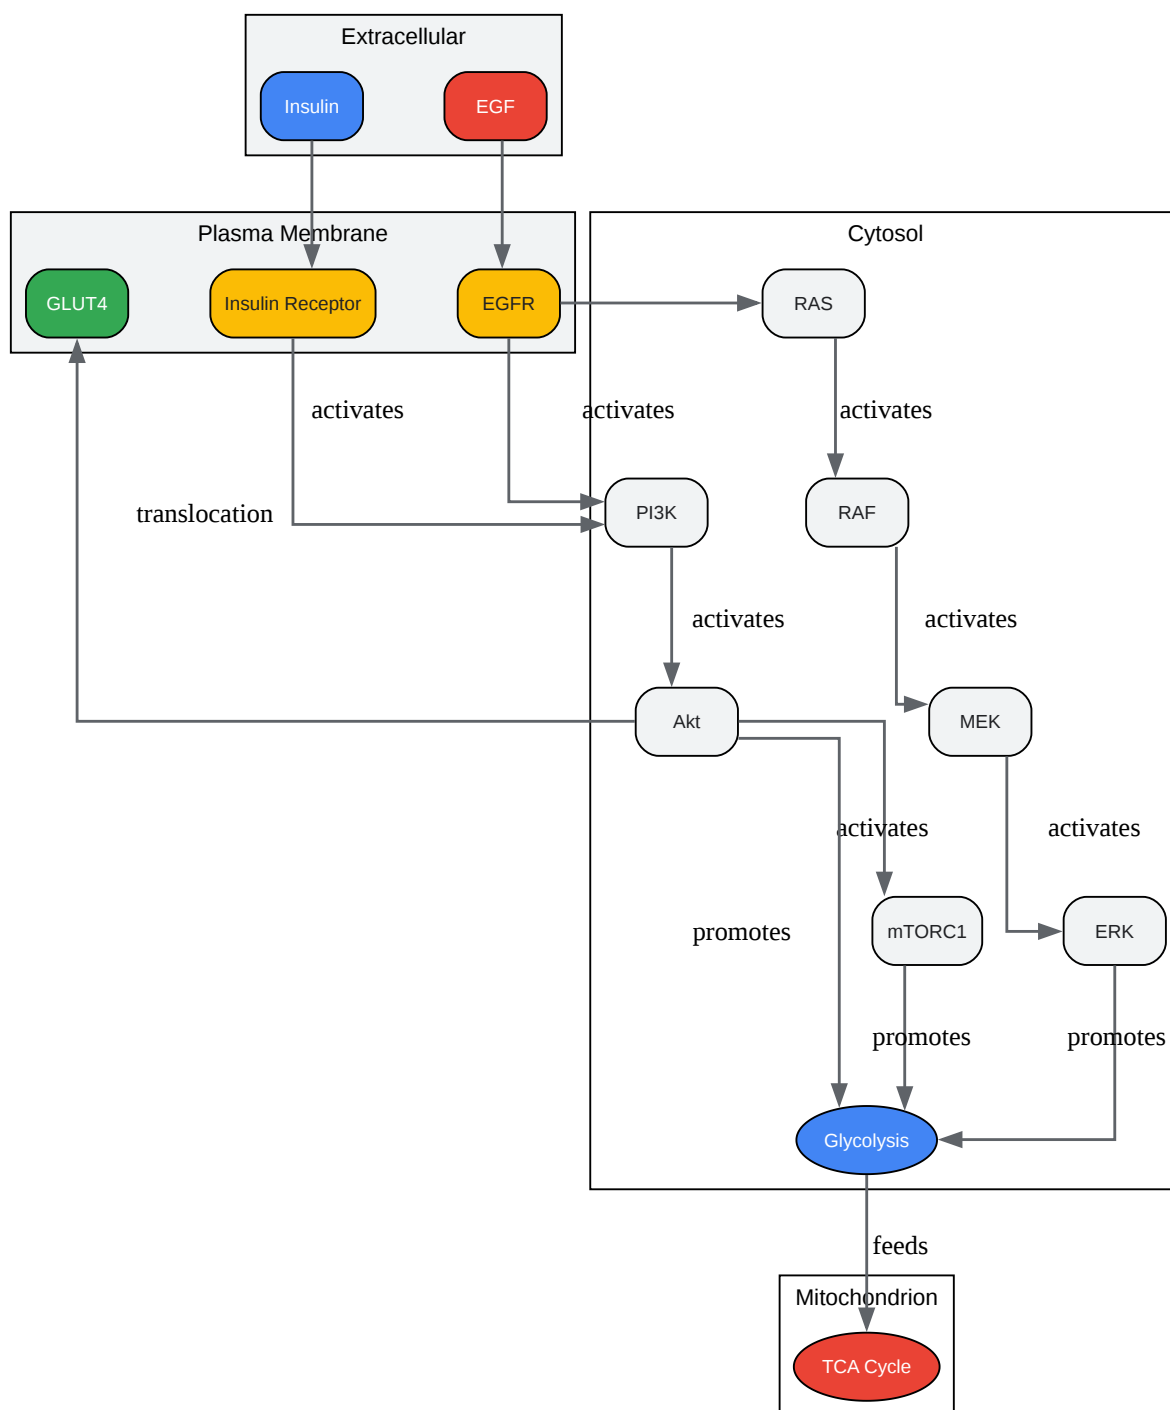 Extracellular
Insulin
EGF
Plasma Membrane
Cytosol
GLUT4
Insulin Receptor
EGFR
RAS
activates
activates
activates
translocation
PI3K
RAF
activates
activates
Akt
MEK
activates
activates
promotes
mTORC1
ERK
promotes
promotes
Glycolysis
feeds
Mitochondrion
TCA Cycle